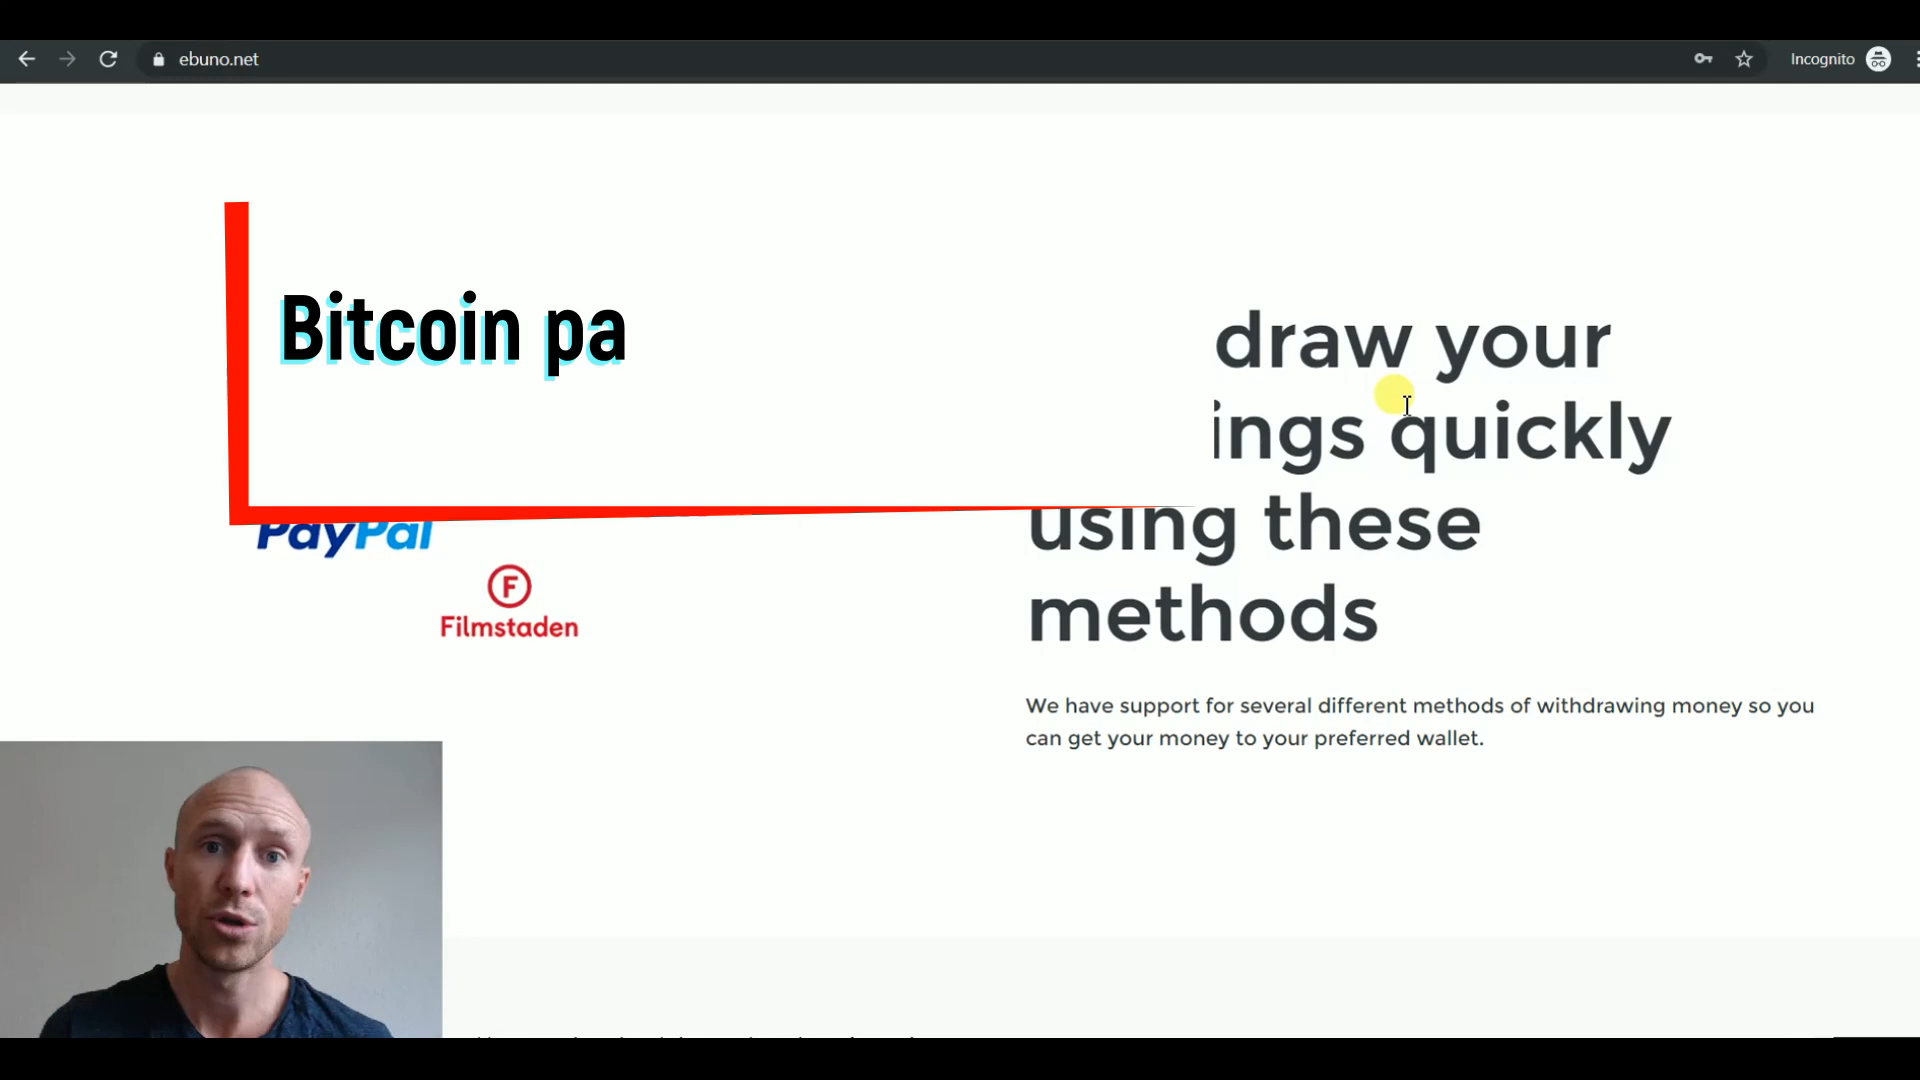 ebuno.net
Incognito
Bitcoin pa
draw your
ings quickly
using these
methods
PayPal
F
Filmstaden
We have support for several different methods of withdrawing money so you
can get your money to your preferred wallet.